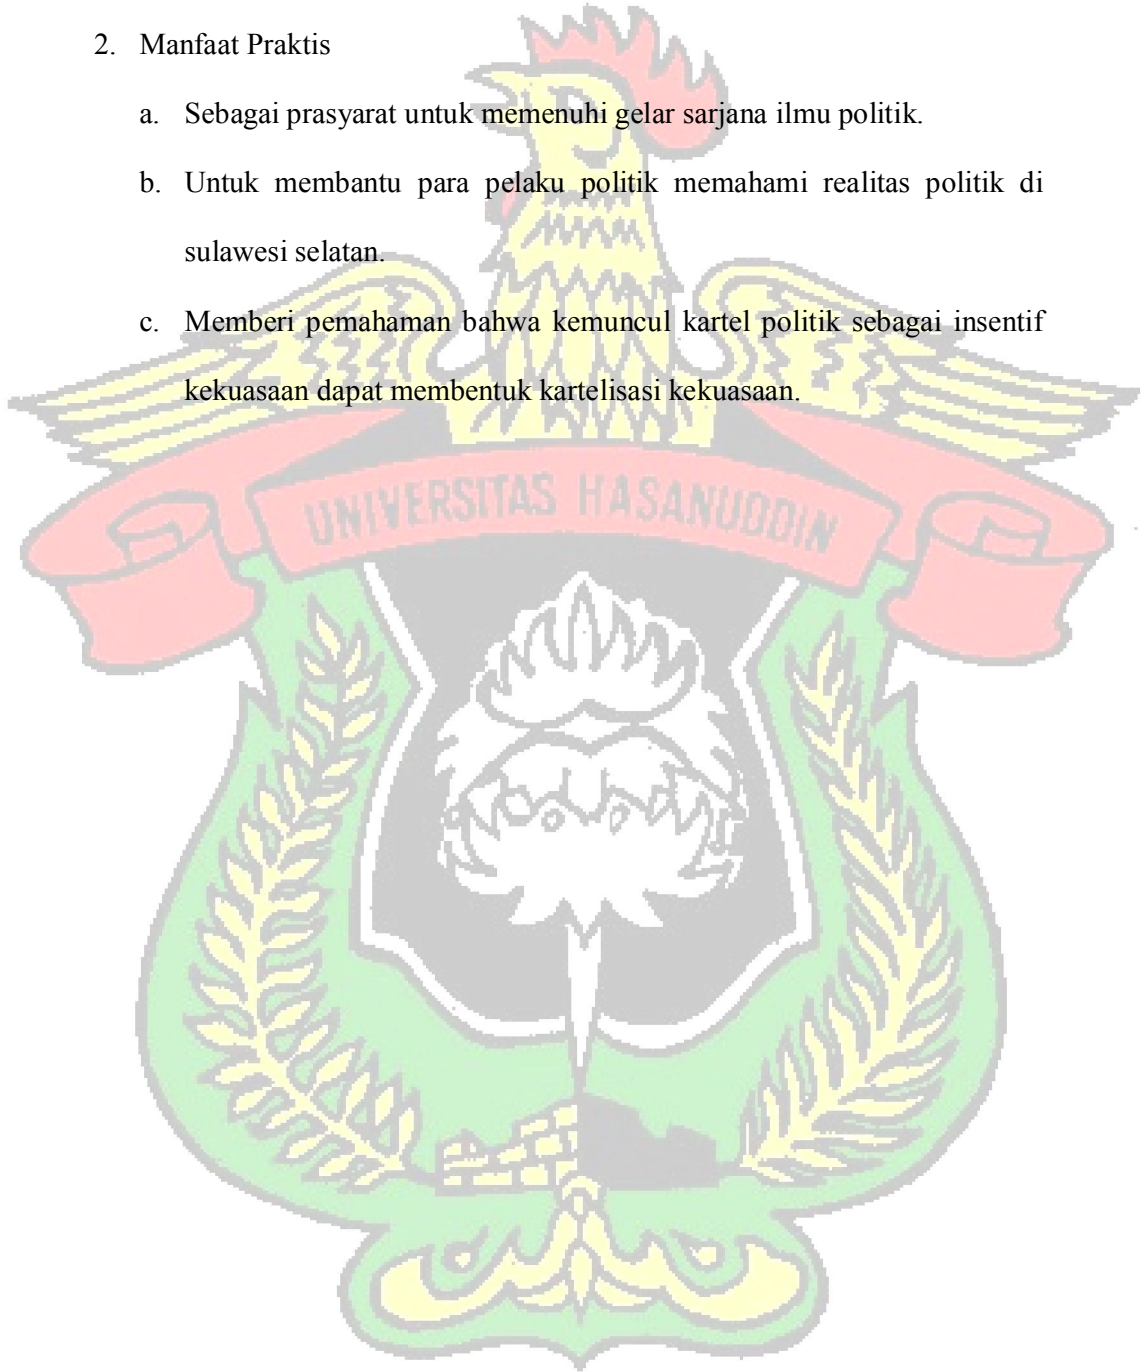 2. Manfaat Praktis
a. Sebagai prasyarat untuk memenuhi gelar sarjana ilmu politik.
b. Untuk membantu para pelaku politik memahami realitas politik di
sulawesi selatan.
c. Memberi pemahaman bahwa kemuncul kartel politik sebagai insentif
kekuasaan dapat membentuk kartelisasi kekuasaan.
UNIVERSITAS HASANUDDIN